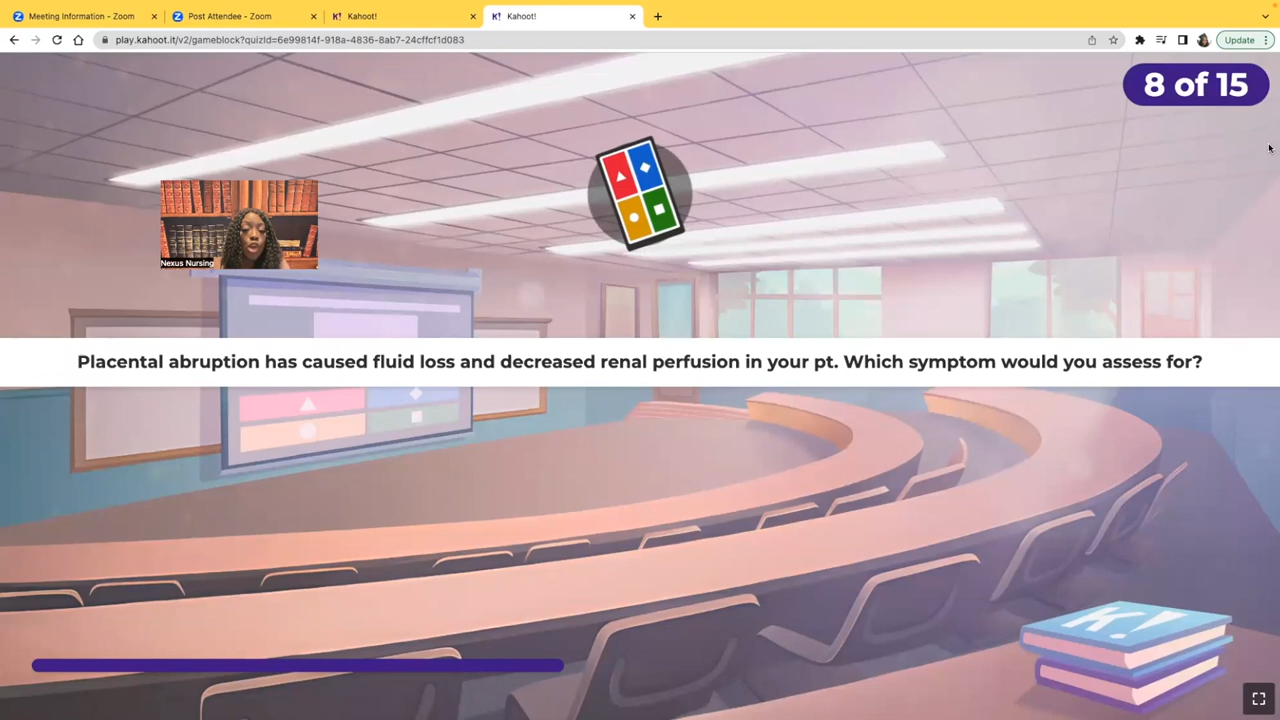 Meeting Information - Zoom
Post Attendee - Zoom
K! Kahoot!
K! Kahoot!
play.kahoot.it/v2/gameblock?quizId=6e99814f-918a-4836-8ab7-24cffcf1d083
Update
8 of 15
Nexus Nursing
Placental abruption has caused fluid loss and decreased renal perfusion in your pt. Which symptom would you assess for?
K!